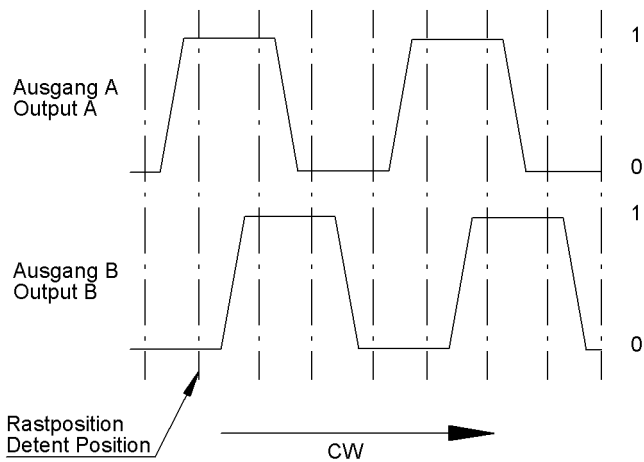 1
Ausgang A
Output A
0
1
Ausgang B
Output B
0
Rastposition
Detent Position
CW